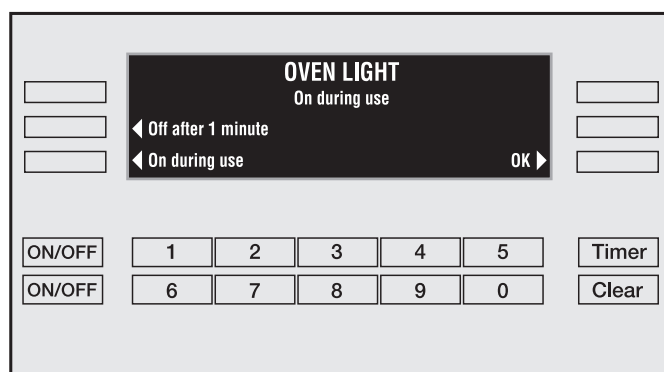 OVEN LIGHT
On during use
Off after 1 minute
On during use OK
ON/OFF 1 2 3 4 5 Timer
ON/OFF 6 7 8 9 0 Clear